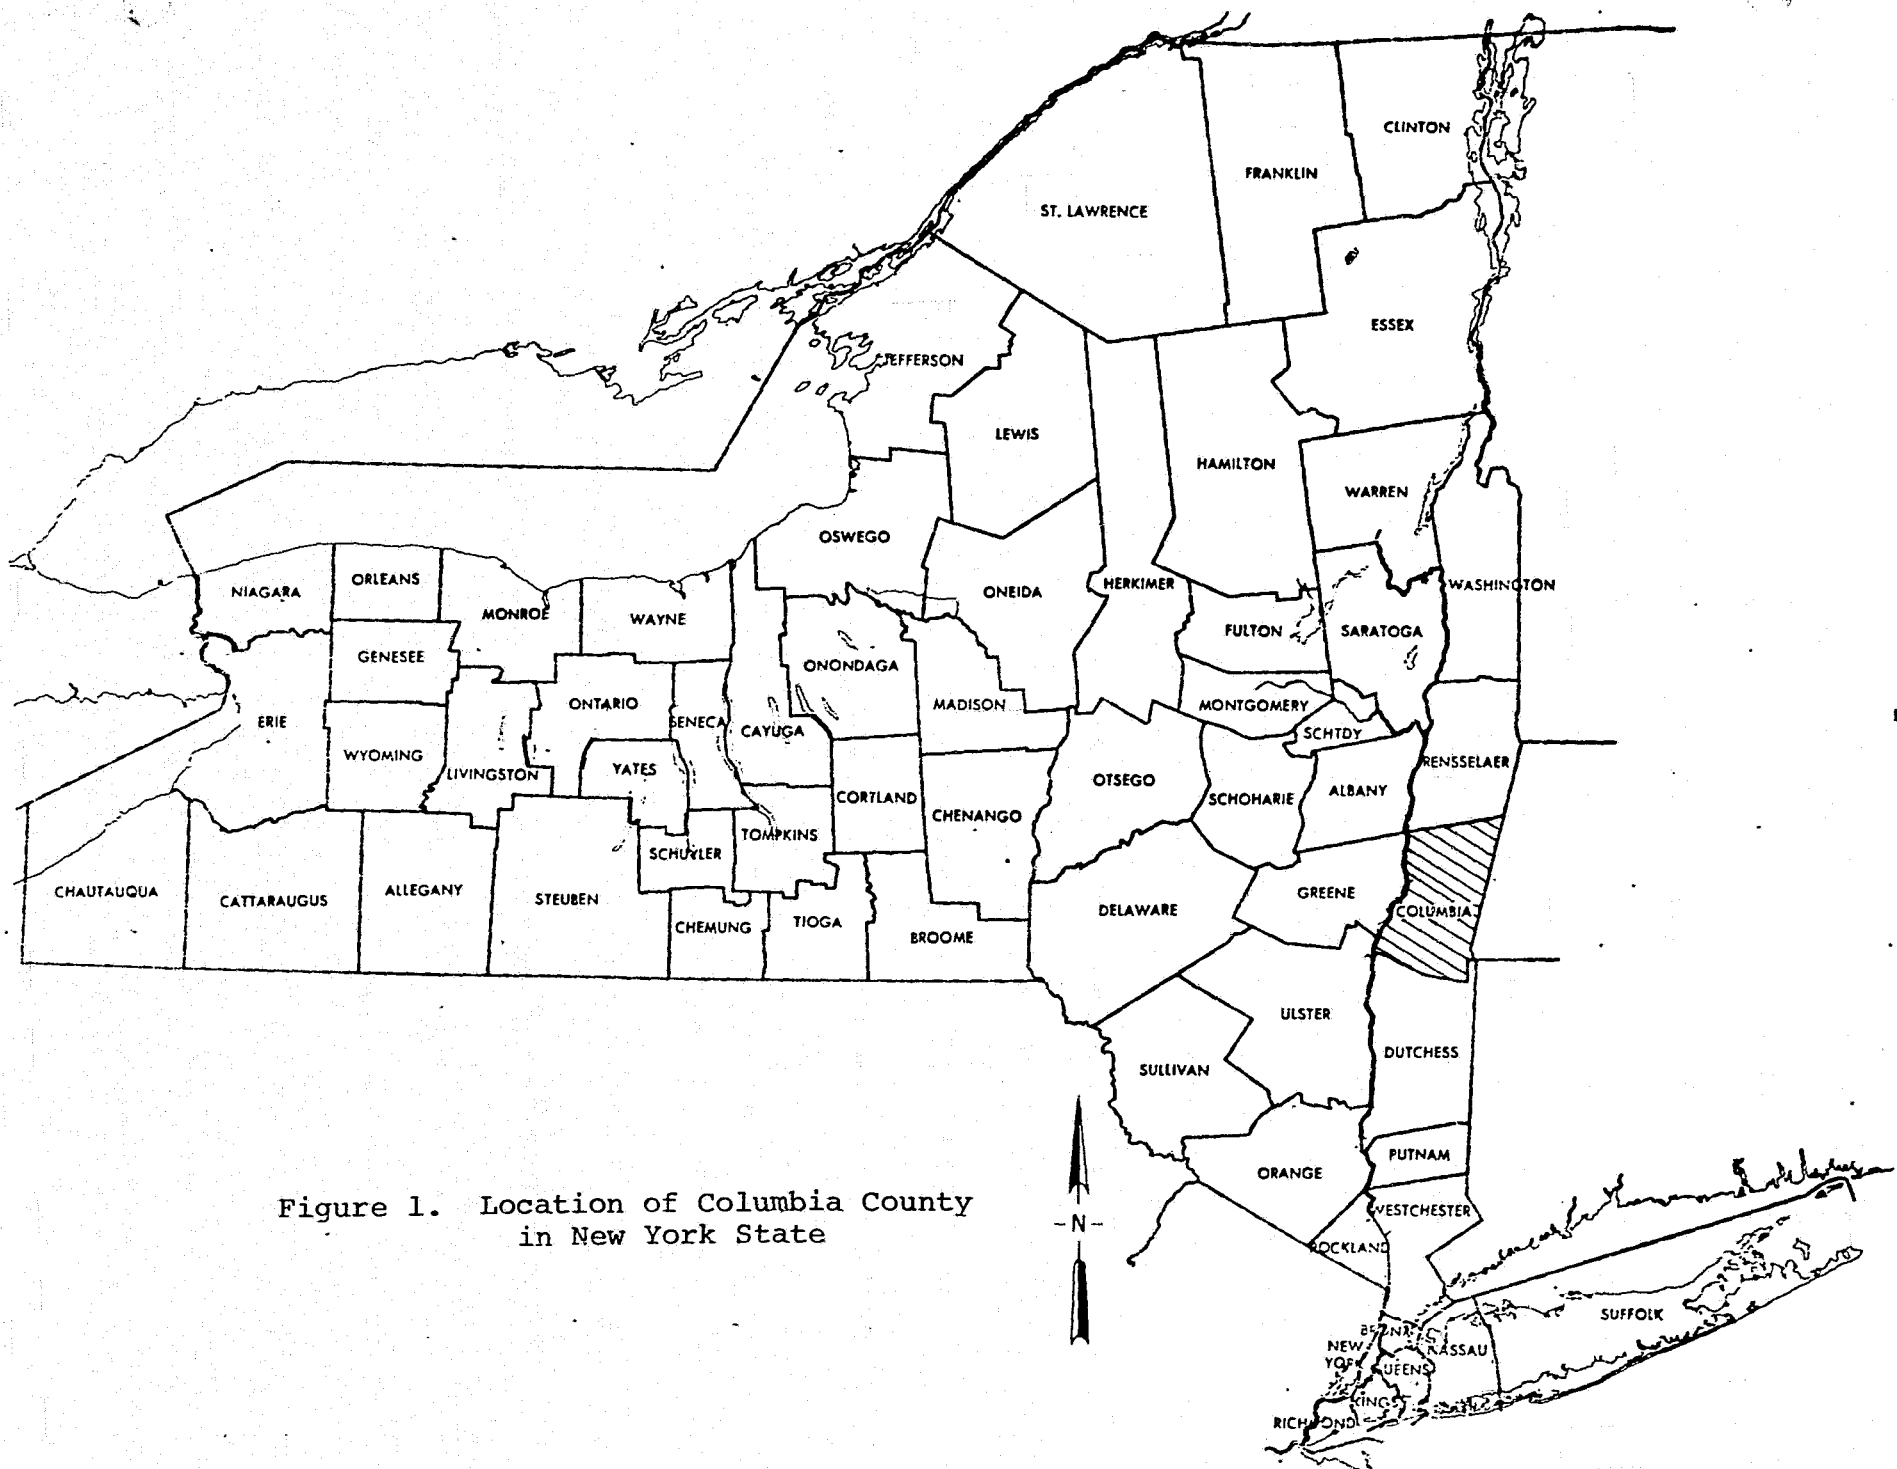 CLINTON
FRANKLIN
ST. LAWRENCE
ESSEX
JEFFERSON
LEWIS
HAMILTON
WARREN
OSWEGO
ORLEANS
NIAGARA
HERKIMER
WASHINGTON
ONEIDA
MONROE
WAYNE
FULTON
SARATOGA
GENESEE
ONONDAGA
ONTARIO
MADISON
MONTGOMERY
ERIE
SENECA
CAYUGA
SCHTDY
WYOMING
RENSSELAER
YATES
LIVINGSTON
OTSEGO
ALBANY
CORTLAND
SCHOHARIE
CHENANGO
TOMPKINS
SCHUYLER
CHAUTAUQUA
ALLEGANY
GREENE
CATTARAUGUS
STEUBEN
DELAWARE
COLUMBIA
TIOGA
CHEMUNG
BROOME
ULSTER
DUTCHESS
SULLIVAN
PUTNAM
ORANGE
Figure 1. Location of Columbia County
in New York State
-N-
WESTCHESTER
ROCKLAND
SUFFOLK
BRONX
NEW
YORK
NASSAU
QUEENS
KINGS
RICHMOND